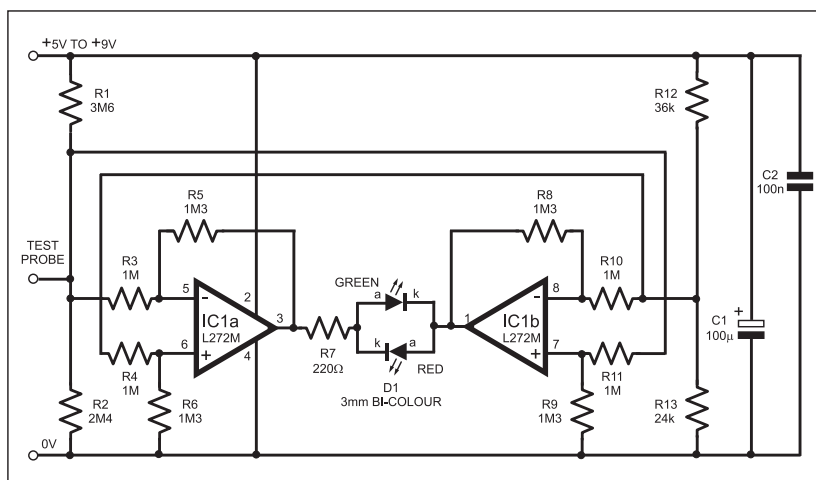 +5V TO +9V
R1
3M6
R12
36k
C2
100n
R5
1M3
R8
1M3
TEST
PROBE
R3
1M
R10
1M
GREEN
a
k
5
-
2
3
IC1a
L272M
6
+
4
1
8
-
IC1b
L272M
7
+
C1
100µ
+
R7
220Ω
k
a
RED
D1
3mm BI-COLOUR
R4
1M
R11
1M
R2
2M4
R6
1M3
R9
1M3
R13
24k
0V